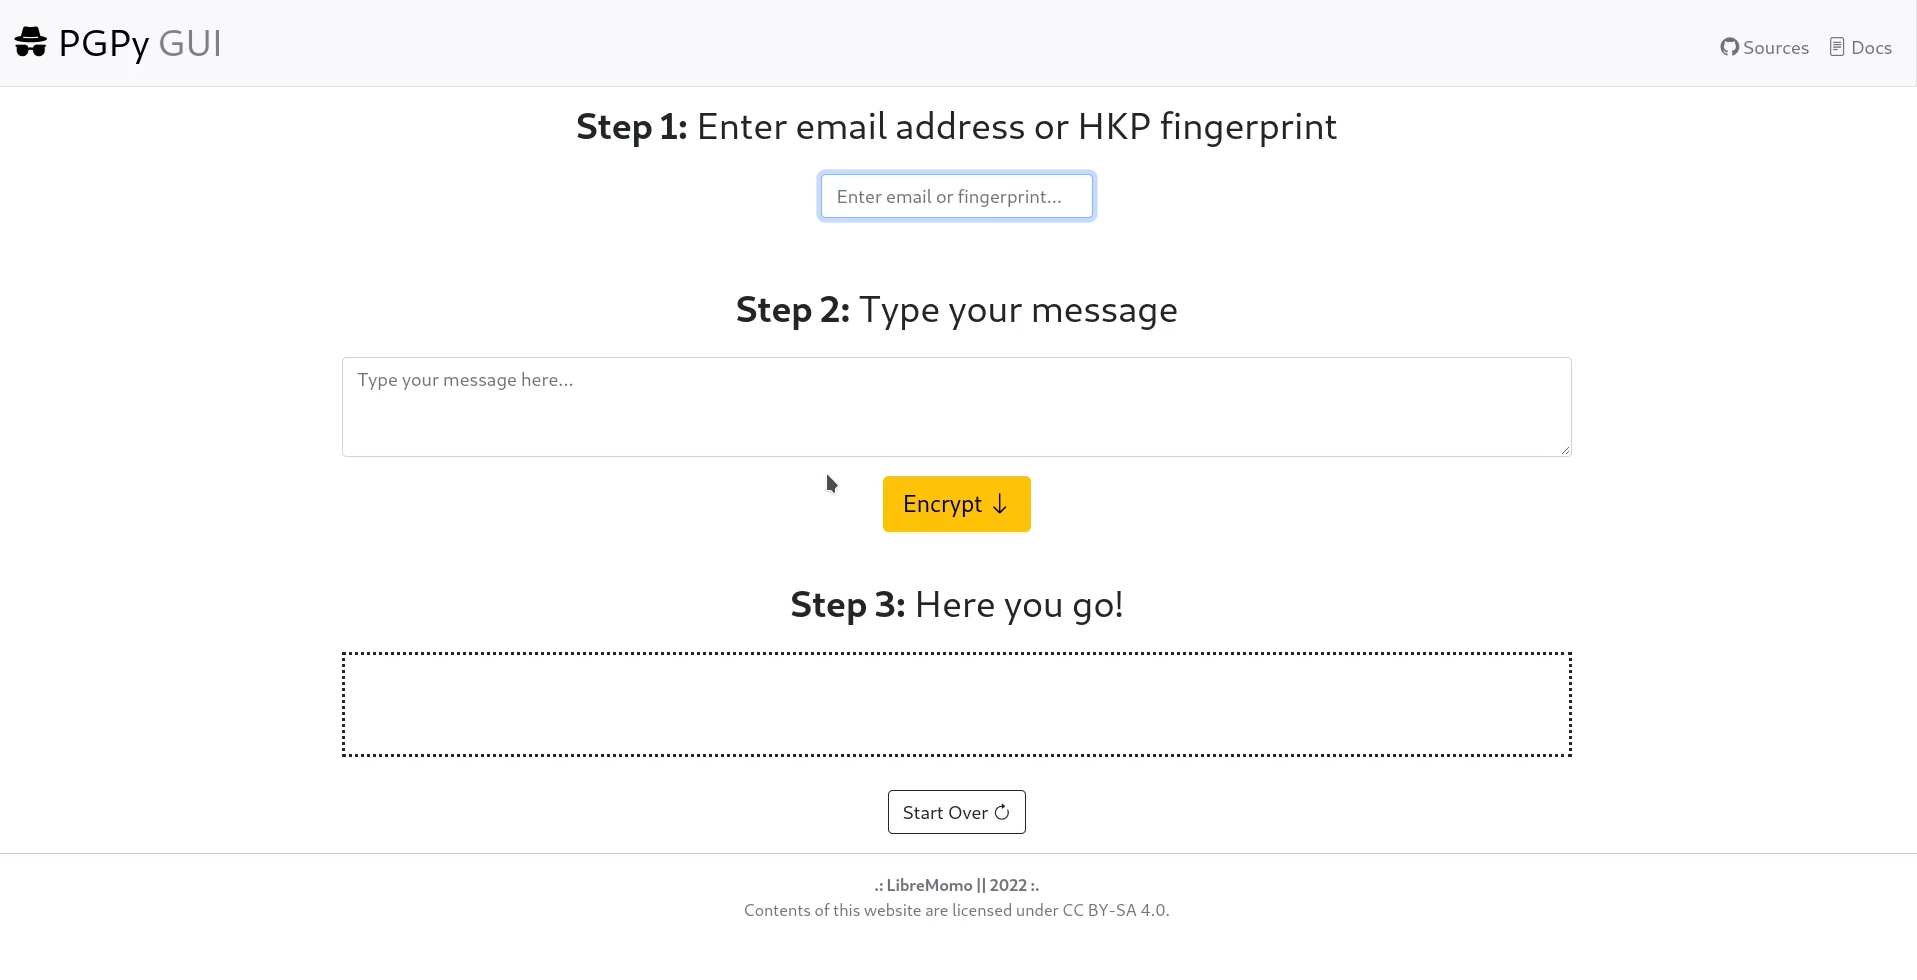 PGPy GUI
Sources
Docs
Step 1: Enter email address or HKP fingerprint
Enter email or fingerprint...
Step 2: Type your message
Type your message here...
Encrypt ↓
Step 3: Here you go!
Start Over
.: LibreMomo || 2022 :.
Contents of this website are licensed under CC BY-SA 4.0.